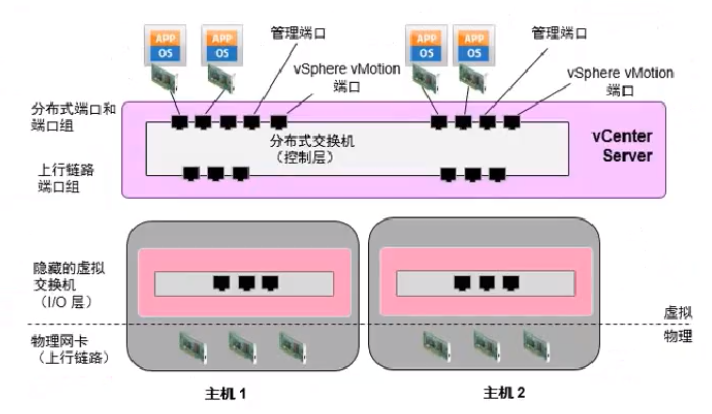 APP
OS
APP
OS
管理端口
vSphere vMotion
端口
APP
OS
APP
OS
管理端口
vSphere vMotion
端口
分布式端口和
端口组
分布式交换机
（控制层）
vCenter
Server
上行链路
端口组
隐藏的虚拟
交换机
（I/O 层）
虚拟
物理
物理网卡
（上行链路）
主机 1
主机 2